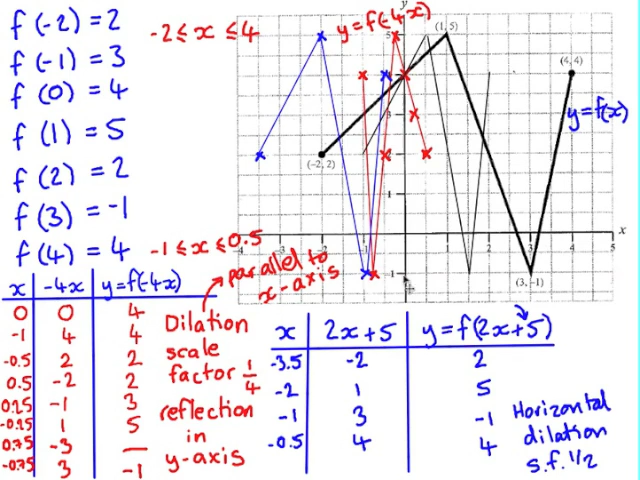 f(-2) = 2
f(-1) = 3
f(0) = 4
f(1) = 5
f(2) = 2
f(3) = -1
f(4) = 4
-2 ≤ x ≤ 4
y = f(-4x)
y
(1, 5)
(4, 4)
y = f(x)
(-2, 2)
(3, -1)
x
-1 ≤ x ≤ 0.5
parallel to
x-axis
x -4x y = f(-4x)
0 0 4
-1 4 4
-0.5 2 2
0.5 -2 2
0.25 -1 3
-0.25 1 5
0.75 -3 —
-0.75 3 -1
Dilation
scale
factor 1/4
reflection
in
y-axis
x 2x+5 y = f(2x+5)
-3.5 -2 2
-2 1 5
-1 3 -1
-0.5 4 4
Horizontal
dilation
s.f. 1/2